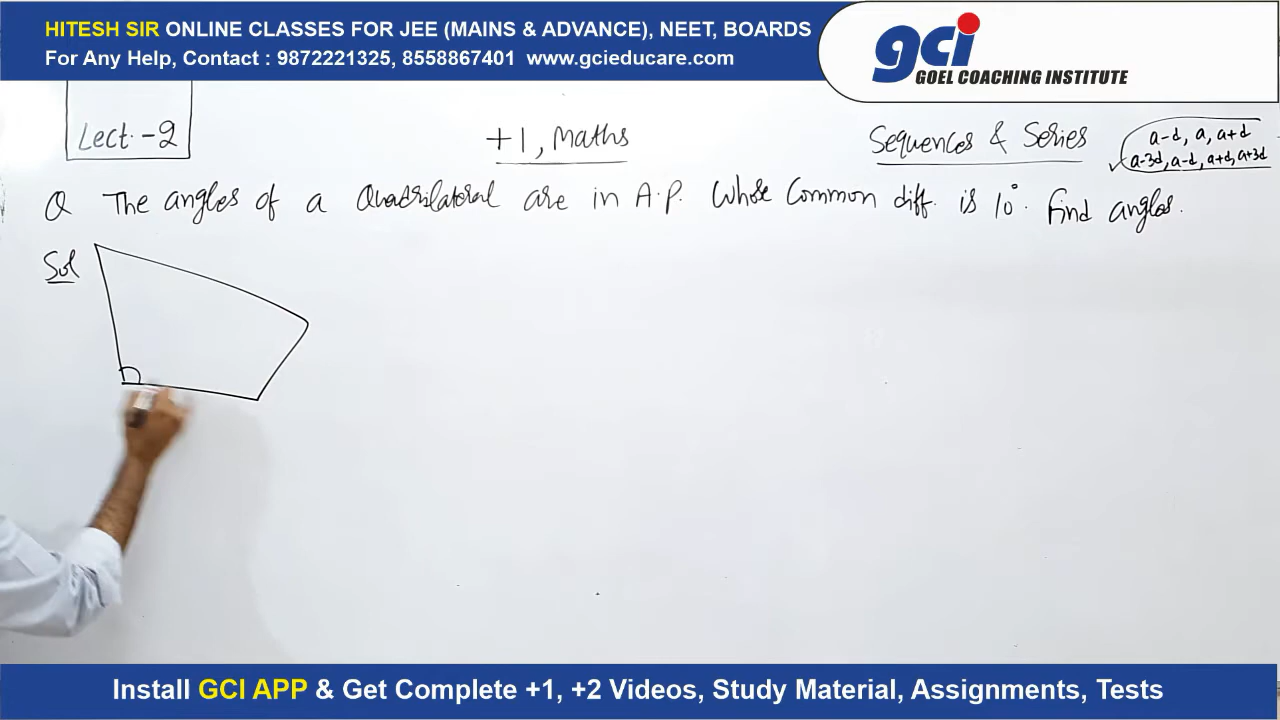 HITESH SIR ONLINE CLASSES FOR JEE (MAINS & ADVANCE), NEET, BOARDS
For Any Help, Contact : 9872221325, 8558867401 www.gcieducare.com
gci
GOEL COACHING INSTITUTE
Lect. - 2
+1, Maths
Sequences & Series
a-d, a, a+d
a-3d, a-d, a+d, a+3d
Q The angles of a Quadrilateral are in A.P. Whose Common diff. is 10°. Find angles.
Sol
Install GCI APP & Get Complete +1, +2 Videos, Study Material, Assignments, Tests